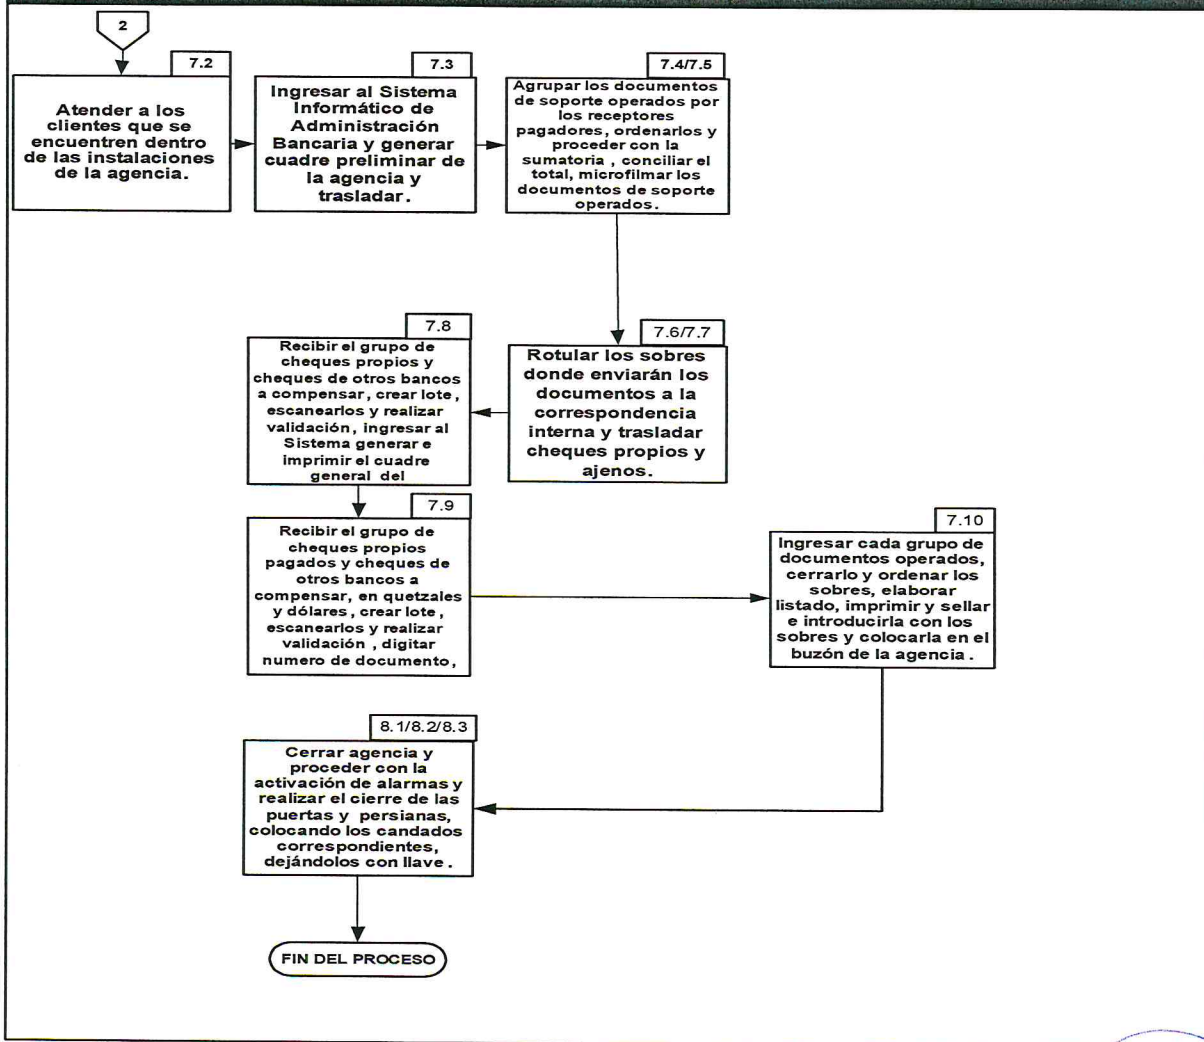 2
7.2
Atender a los
clientes que se
encuentren dentro
de las instalaciones
de la agencia.
7.3
Ingresar al Sistema
Informático de
Administración
Bancaria y generar
cuadre preliminar de
la agencia y
trasladar.
7.4/7.5
Agrupar los documentos
de soporte operados por
los receptores
pagadores, ordenarlos y
proceder con la
sumatoria , conciliar el
total, microfilmar los
documentos de soporte
operados.
7.6/7.7
Rotular los sobres
donde enviarán los
documentos a la
correspondencia
interna y trasladar
cheques propios y
ajenos.
7.8
Recibir el grupo de
cheques propios y
cheques de otros bancos
a compensar, crear lote,
escanearlos y realizar
validación, ingresar al
Sistema generar e
imprimir el cuadre
general del
7.9
Recibir el grupo de
cheques propios
pagados y cheques de
otros bancos a
compensar, en quetzales
y dólares, crear lote,
escanearlos y realizar
validación , digitar
numero de documento,
7.10
Ingresar cada grupo de
documentos operados,
cerrarlo y ordenar los
sobres, elaborar
listado, imprimir y sellar
e introducirla con los
sobres y colocarla en el
buzón de la agencia .
8.1/8.2/8.3
Cerrar agencia y
proceder con la
activación de alarmas y
realizar el cierre de las
puertas y persianas,
colocando los candados
correspondientes,
dejándolos con llave .
FIN DEL PROCESO